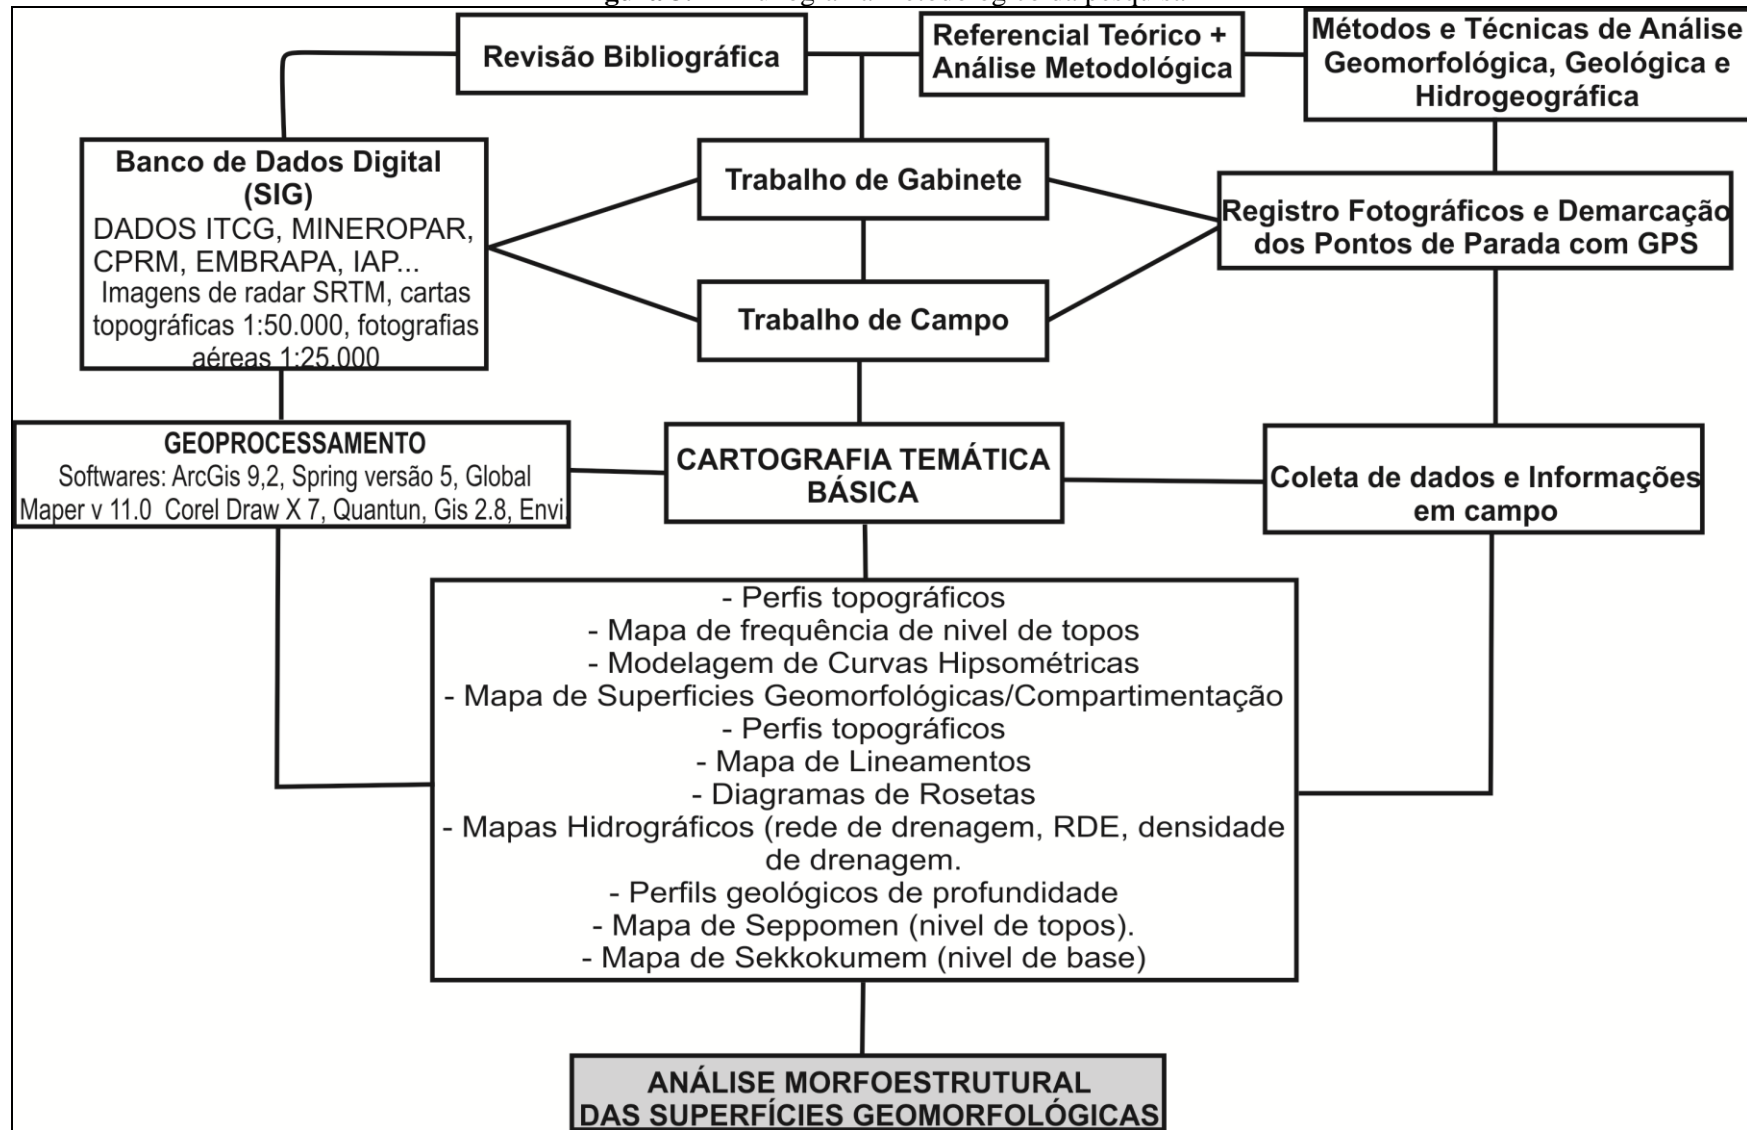 Revisão Bibliográfica
Referencial Teórico +
Análise Metodológica
Métodos e Técnicas de Análise
Geomorfológica, Geológica e
Hidrogeográfica
Banco de Dados Digital
(SIG)
DADOS ITCG, MINEROPAR,
CPRM, EMBRAPA, IAP...
Imagens de radar SRTM, cartas
topográficas 1:50.000, fotografias
aéreas 1:25.000
Trabalho de Gabinete
Trabalho de Campo
Registro Fotográficos e Demarcação
dos Pontos de Parada com GPS
GEOPROCESSAMENTO
Softwares: ArcGis 9,2, Spring versão 5, Global
Maper v 11.0 Corel Draw X 7, Quantun, Gis 2.8, Envi.
CARTOGRAFIA TEMÁTICA
BÁSICA
Coleta de dados e Informações
em campo
- Perfis topográficos
- Mapa de frequência de nivel de topos
- Modelagem de Curvas Hipsométricas
- Mapa de Superficies Geomorfológicas/Compartimentação
- Perfis topográficos
- Mapa de Lineamentos
- Diagramas de Rosetas
- Mapas Hidrográficos (rede de drenagem, RDE, densidade
de drenagem.
- Perfils geológicos de profundidade
- Mapa de Seppomen (nivel de topos).
- Mapa de Sekkokumem (nivel de base)
ANÁLISE MORFOESTRUTURAL
DAS SUPERFÍCIES GEOMORFOLÓGICAS